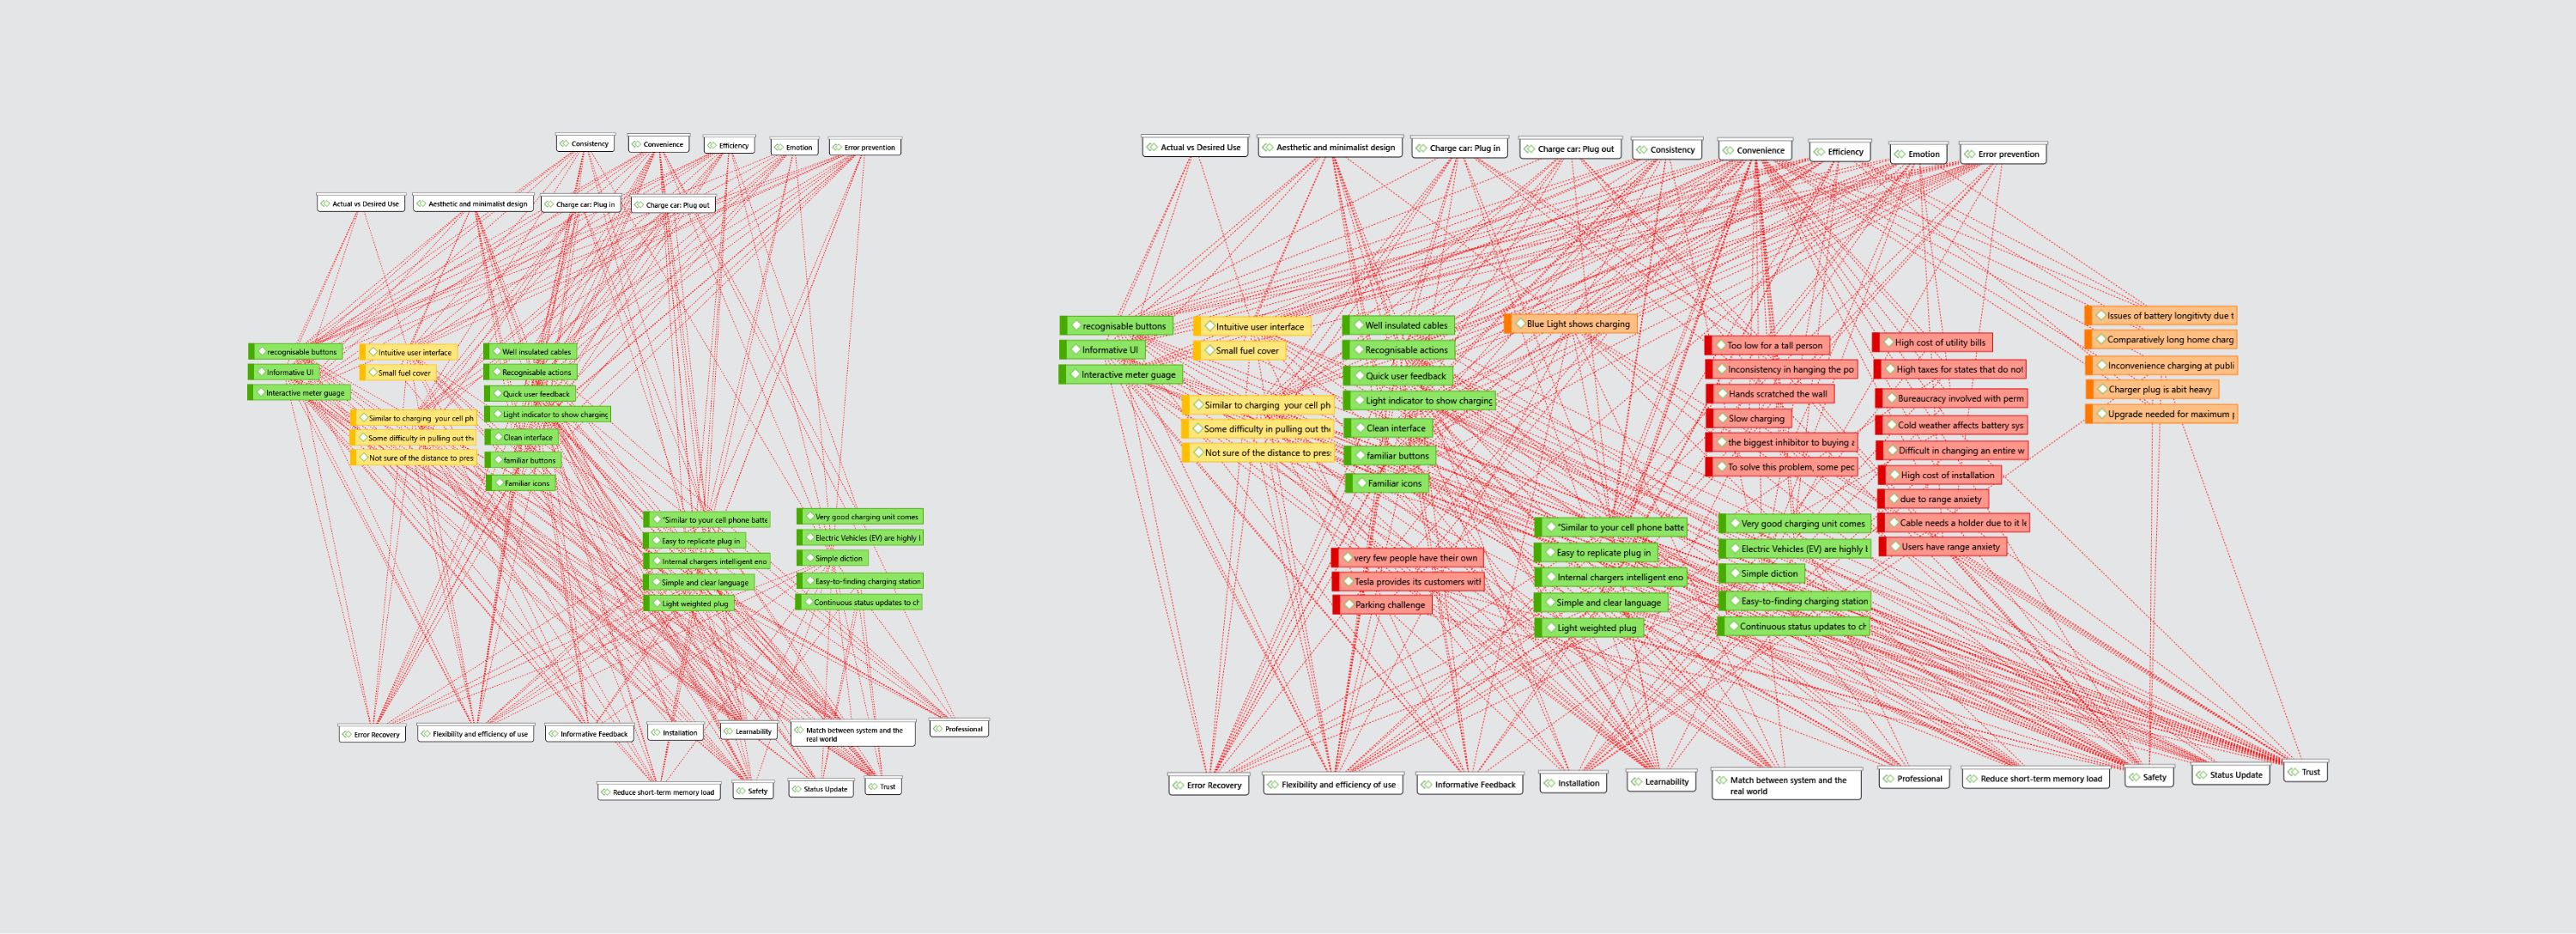 Consistency
Convenience
Efficiency
Emotion
Error prevention
Actual vs Desired Use
Aesthetic and minimalist design
Charge car: Plug in
Charge car: Plug out
recognisable buttons
Informative UI
Interactive meter guage
Intuitive user interface
Small fuel cover
Similar to charging your cell ph
Some difficulty in pulling out the
Not sure of the distance to pres
Well insulated cables
Recognisable actions
Quick user feedback
Light indicator to show charging
Clean interface
familiar buttons
Familiar icons
"Similar to your cell phone batte
Easy to replicate plug in
Internal chargers intelligent eno
Simple and clear language
Light weighted plug
Very good charging unit comes
Electric Vehicles (EV) are highly
Simple diction
Easy-to-finding charging station
Continuous status updates to ch
Error Recovery
Flexibility and efficiency of use
Informative Feedback
Installation
Learnability
Match between system and the
real world
Professional
Reduce short-term memory load
Safety
Status Update
Trust
Actual vs Desired Use
Aesthetic and minimalist design
Charge car: Plug in
Charge car: Plug out
Consistency
Convenience
Efficiency
Emotion
Error prevention
recognisable buttons
Informative UI
Interactive meter guage
Intuitive user interface
Small fuel cover
Similar to charging your cell ph
Some difficulty in pulling out the
Not sure of the distance to press
Well insulated cables
Recognisable actions
Quick user feedback
Light indicator to show charging
Clean interface
familiar buttons
Familiar icons
Blue Light shows charging
Too low for a tall person
Inconsistency in hanging the po
Hands scratched the wall
Slow charging
the biggest inhibitor to buying a
To solve this problem, some pec
High cost of utility bills
High taxes for states that do not
Bureaucracy involved with perm
Cold weather affects battery sys
Difficult in changing an entire w
High cost of installation
due to range anxiety
Cable needs a holder due to it le
Users have range anxiety
Issues of battery longitivty due t
Comparatively long home charg
Inconvenience charging at publi
Charger plug is abit heavy
Upgrade needed for maximum p
very few people have their own
Tesla provides its customers with
Parking challenge
"Similar to your cell phone batte
Easy to replicate plug in
Internal chargers intelligent eno
Simple and clear language
Light weighted plug
Very good charging unit comes
Electric Vehicles (EV) are highly
Simple diction
Easy-to-finding charging station
Continuous status updates to ch
Error Recovery
Flexibility and efficiency of use
Informative Feedback
Installation
Learnability
Match between system and the
real world
Professional
Reduce short-term memory load
Safety
Status Update
Trust